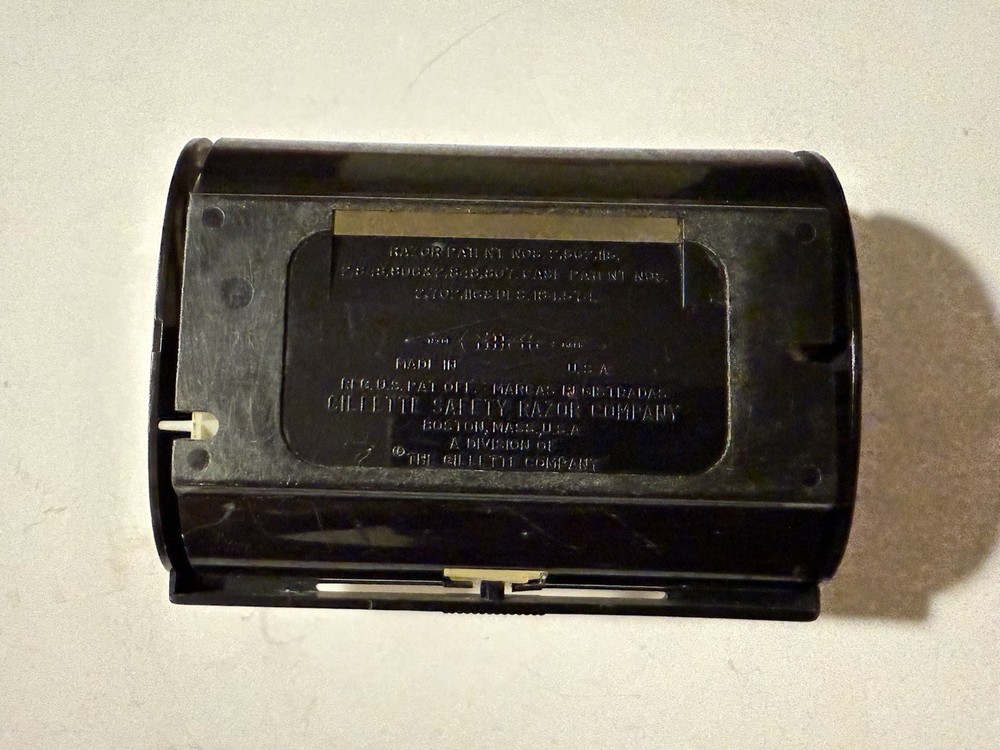 RAZOR PATENT NOS.
CASE PATENT NOS.
Gillette
MADE IN U.S.A.
REG. U.S. PAT. OFF. MARCAS REGISTRADAS
GILLETTE SAFETY RAZOR COMPANY
BOSTON, MASS., U.S.A.
A DIVISION OF
© THE GILLETTE COMPANY